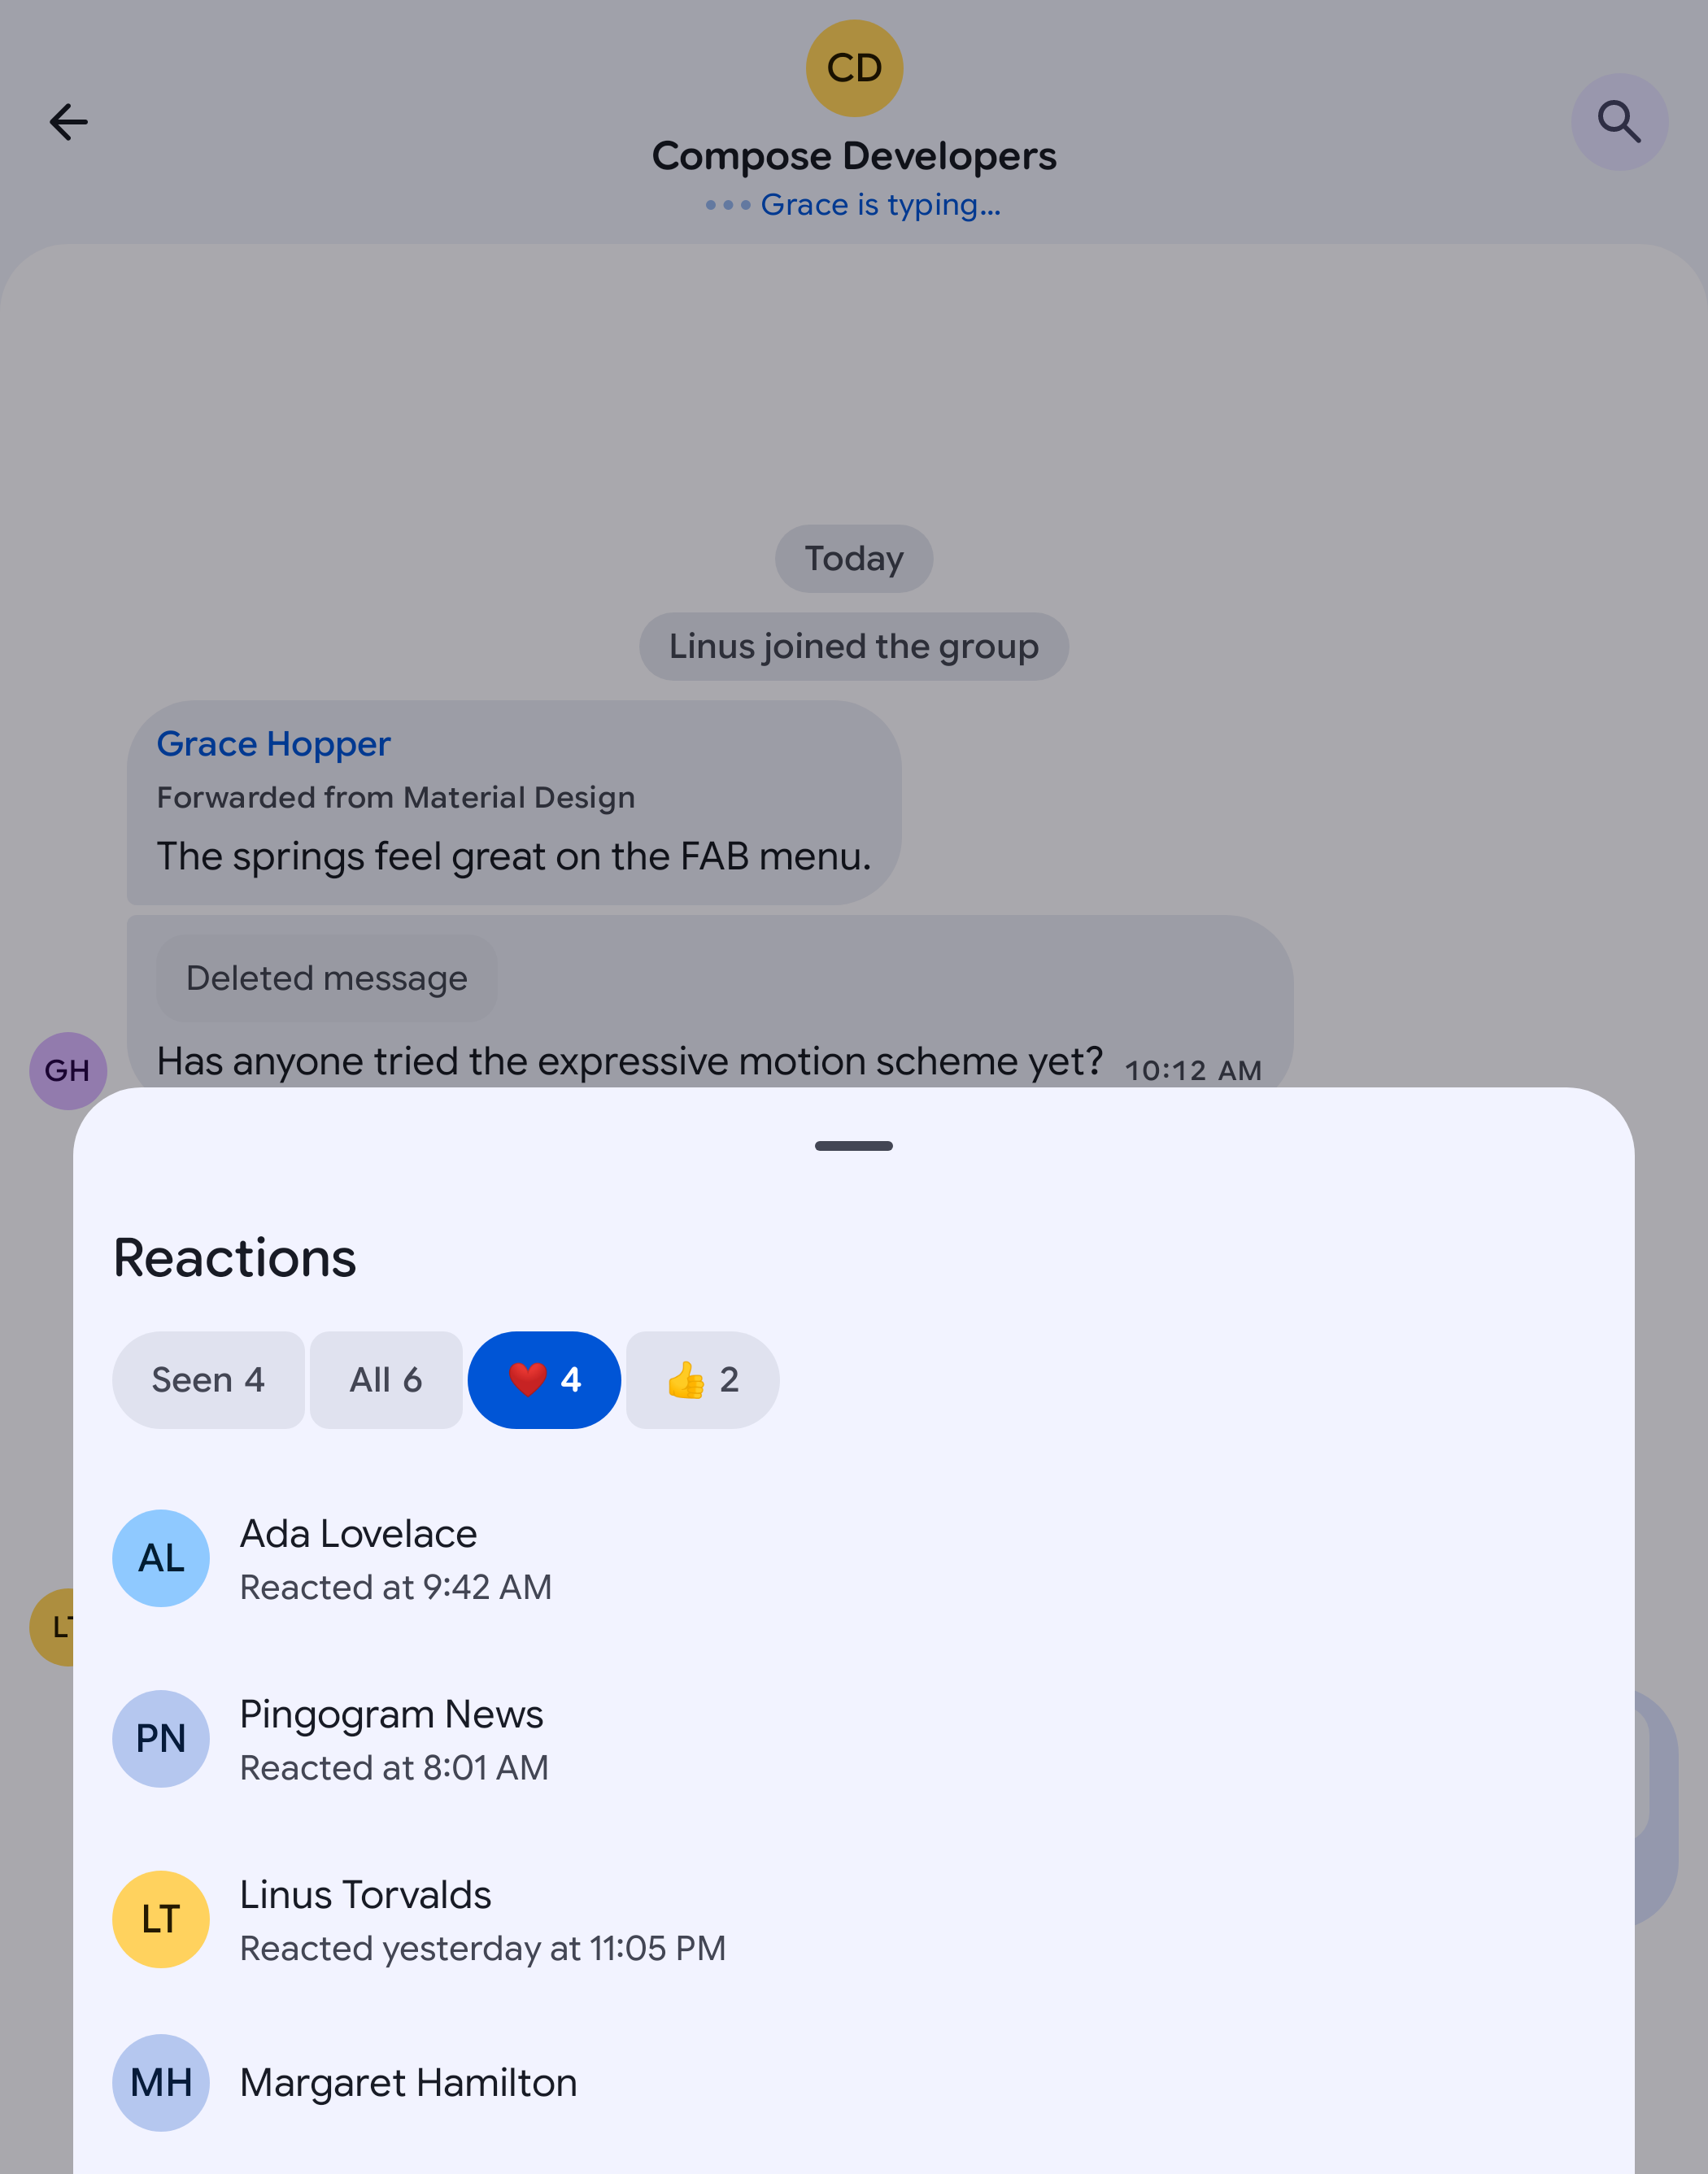 CD
Compose Developers
Grace is typing...
Today
Linus joined the group
Grace Hopper
Forwarded from Material Design
The springs feel great on the FAB menu.
Deleted message
GH
Has anyone tried the expressive motion scheme yet? 10:12 AM
Reactions
Seen 4 All 6 ❤️ 4 👍 2
AL
Ada Lovelace
Reacted at 9:42 AM
PN
Pingogram News
Reacted at 8:01 AM
LT
Linus Torvalds
Reacted yesterday at 11:05 PM
MH
Margaret Hamilton